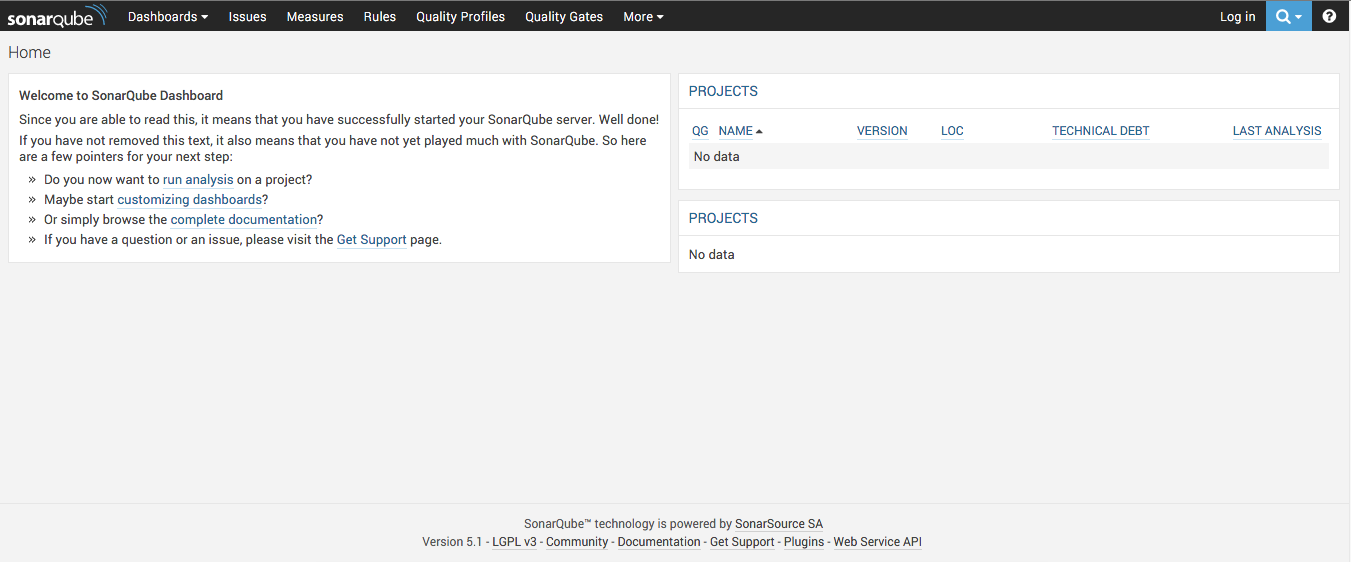 sonarqube Dashboards Issues Measures Rules Quality Profiles Quality Gates More Log in ?
Home
Welcome to SonarQube Dashboard
Since you are able to read this, it means that you have successfully started your SonarQube server. Well done!
If you have not removed this text, it also means that you have not yet played much with SonarQube. So here
are a few pointers for your next step:
» Do you now want to run analysis on a project?
» Maybe start customizing dashboards?
» Or simply browse the complete documentation?
» If you have a question or an issue, please visit the Get Support page.
PROJECTS
QG NAME VERSION LOC TECHNICAL DEBT LAST ANALYSIS
No data
PROJECTS
No data
SonarQube™ technology is powered by SonarSource SA
Version 5.1 - LGPL v3 - Community - Documentation - Get Support - Plugins - Web Service API